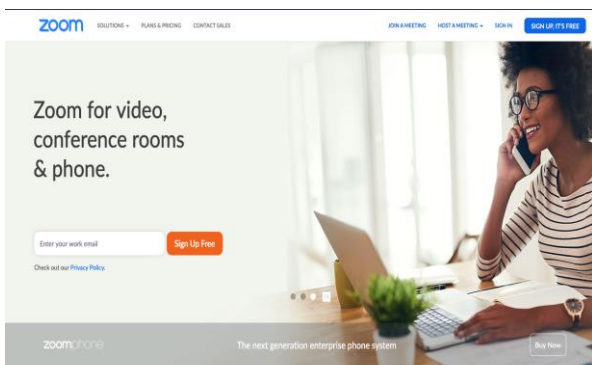 zoom SOLUTIONS PLANS & PRICING CONTACT SALES JOIN A MEETING HOST A MEETING SIGN IN SIGN UP, IT'S FREE
Zoom for video,
conference rooms
& phone.
Enter your work email Sign Up Free
Check out our Privacy Policy.
zoomphone The next generation enterprise phone system Buy Now